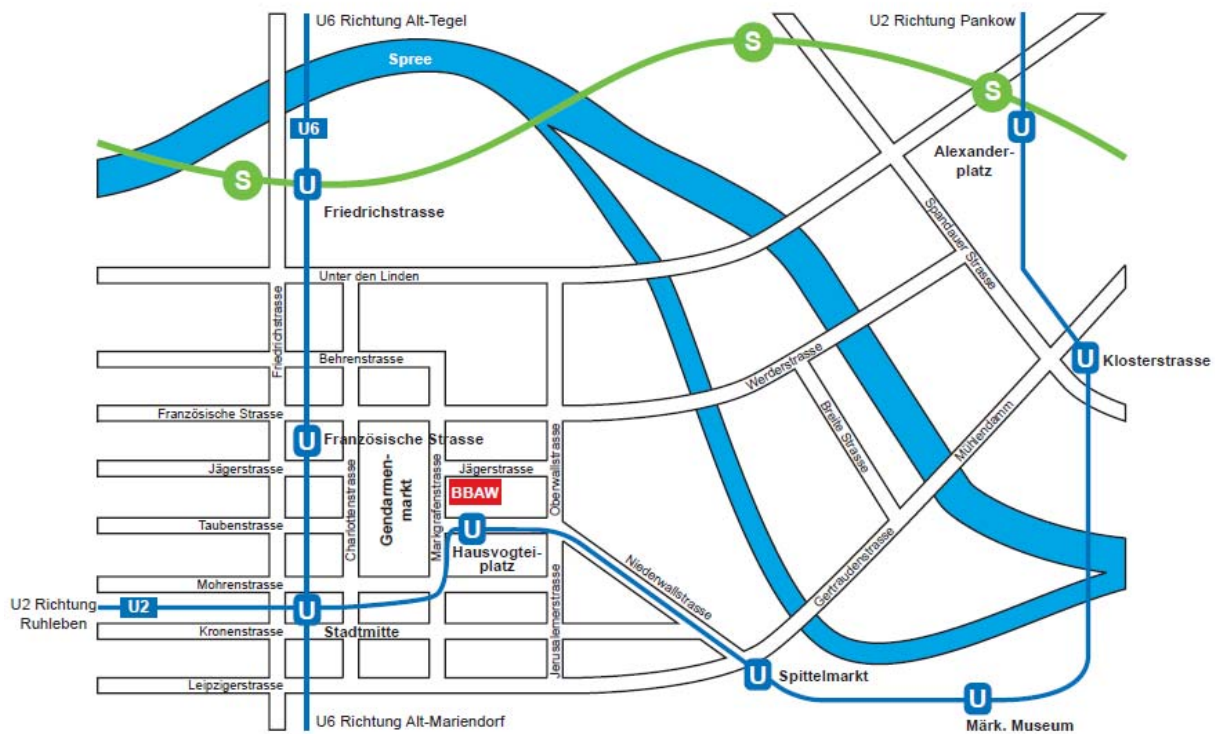 U6 Richtung Alt-Tegel
U2 Richtung Pankow
S
Spree
S
U6
U
Alexander-
platz
S
U
Friedrichstrasse
Spandauer Strasse
Unter den Linden
Friedrichstrasse
Behrenstrasse
Werderstrasse
U
Klosterstrasse
Französische Strasse
Breite Strasse
U
Französische Strasse
Mühlendamm
Jägerstrasse
Charlottenstrasse
Gendarmen-
markt
Markgrafenstrasse
Jägerstrasse
Oberwallstrasse
BBAW
Taubenstrasse
U
Hausvogtei-
platz
Niederwallstrasse
Gertraudenstrasse
Mohrenstrasse
Jerusalemerstrasse
U2 Richtung
Ruhleben
U2
U
Stadtmitte
Kronenstrasse
Leipzigerstrasse
U
Spittelmarkt
U
Märk. Museum
U6 Richtung Alt-Mariendorf